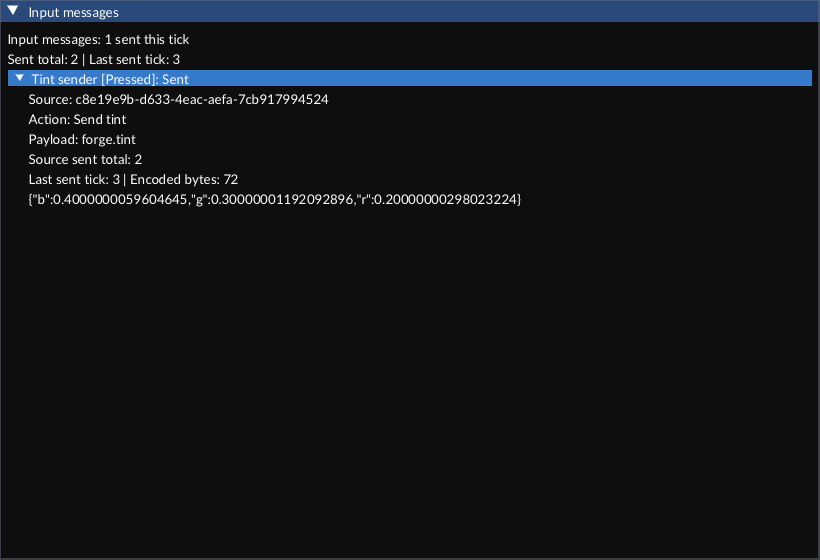 Input messages
Input messages: 1 sent this tick
Sent total: 2 | Last sent tick: 3
Tint sender [Pressed]: Sent
Source: c8e19e9b-d633-4eac-aefa-7cb917994524
Action: Send tint
Payload: forge.tint
Source sent total: 2
Last sent tick: 3 | Encoded bytes: 72
{"b":0.4000000059604645,"g":0.30000001192092896,"r":0.20000000298023224}